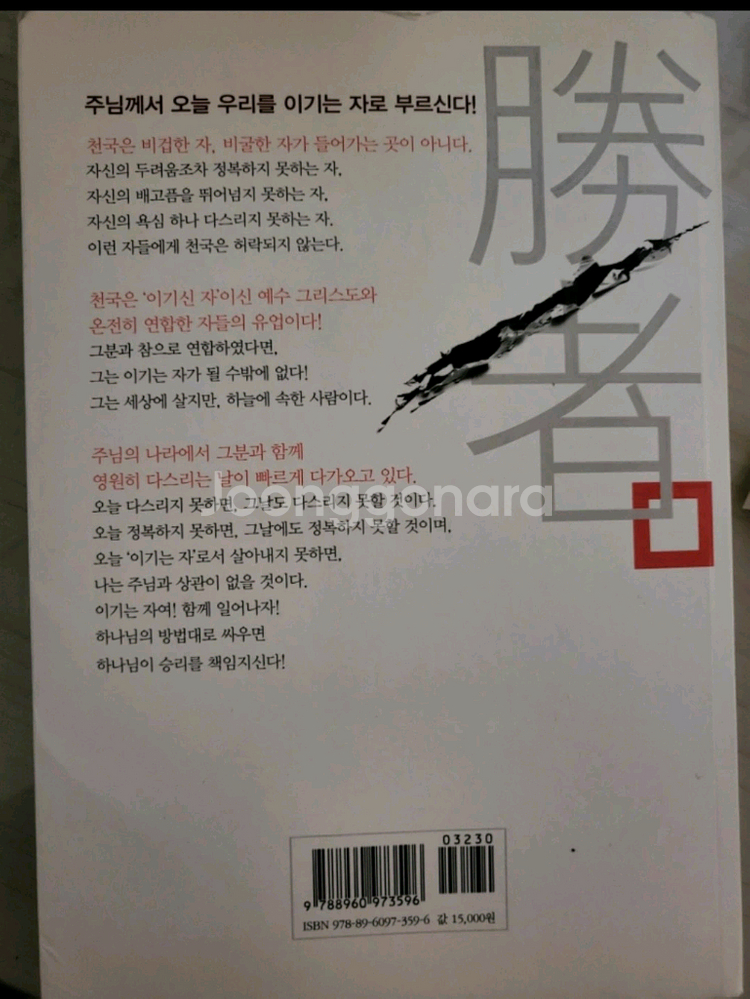 勝者
주님께서 오늘 우리를 이기는 자로 부르신다!
천국은 비겁한 자, 비굴한 자가 들어가는 곳이 아니다.
자신의 두려움조차 정복하지 못하는 자,
자신의 배고픔을 뛰어넘지 못하는 자,
자신의 욕심 하나 다스리지 못하는 자.
이런 자들에게 천국은 허락되지 않는다.
천국은 '이기신 자'이신 예수 그리스도와
온전히 연합한 자들의 유업이다!
그분과 참으로 연합하였다면,
그는 이기는 자가 될 수밖에 없다!
그는 세상에 살지만, 하늘에 속한 사람이다.
주님의 나라에서 그분과 함께
영원히 다스리는 날이 빠르게 다가오고 있다.
joonggonara
오늘 다스리지 못하면, 그날도 다스리지 못할 것이다.
오늘 정복하지 못하면, 그날에도 정복하지 못할 것이며,
오늘 '이기는 자'로서 살아내지 못하면,
나는 주님과 상관이 없을 것이다.
이기는 자여! 함께 일어나자!
하나님의 방법대로 싸우면
하나님이 승리를 책임지신다!
03230
9 788960 973596
ISBN 978-89-6097-359-6 값 15,000원